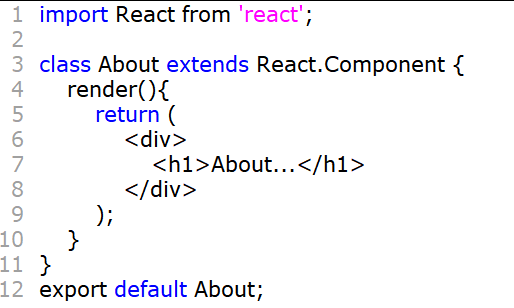 1 import React from 'react';
2
3 class About extends React.Component {
4     render(){
5         return (
6             <div>
7                 <h1>About...</h1>
8             </div>
9         );
10     }
11 }
12 export default About;